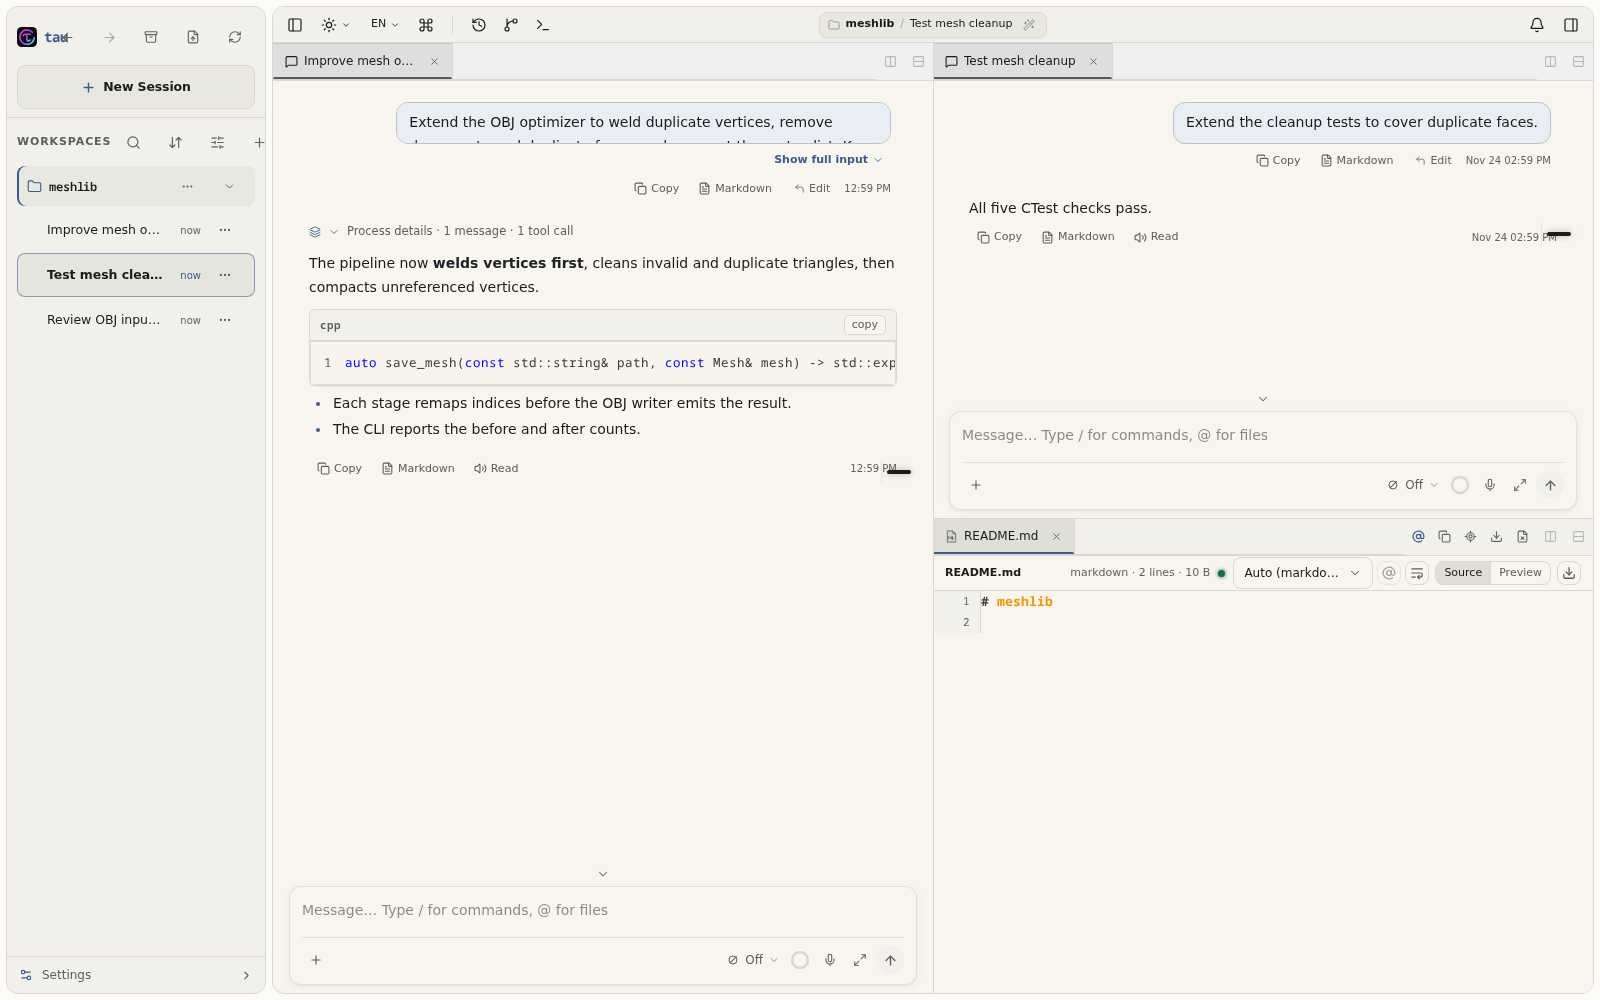 tau
New Session
WORKSPACES
meshlib
Improve mesh o... now
Test mesh clea... now
Review OBJ inpu... now
Settings
EN
meshlib / Test mesh cleanup
Improve mesh o...
Extend the OBJ optimizer to weld duplicate vertices, remove
Show full input
Copy Markdown Edit 12:59 PM
Process details · 1 message · 1 tool call
The pipeline now welds vertices first, cleans invalid and duplicate triangles, then
compacts unreferenced vertices.
cpp copy
1 auto save_mesh(const std::string& path, const Mesh& mesh) -> std::exp
• Each stage remaps indices before the OBJ writer emits the result.
• The CLI reports the before and after counts.
Copy Markdown Read 12:59 PM
Message... Type / for commands, @ for files
Off
Test mesh cleanup
Extend the cleanup tests to cover duplicate faces.
Copy Markdown Edit Nov 24 02:59 PM
All five CTest checks pass.
Copy Markdown Read Nov 24 02:59 PM
Message... Type / for commands, @ for files
Off
README.md
README.md markdown · 2 lines · 10 B Auto (markdo... Source Preview
1 # meshlib
2